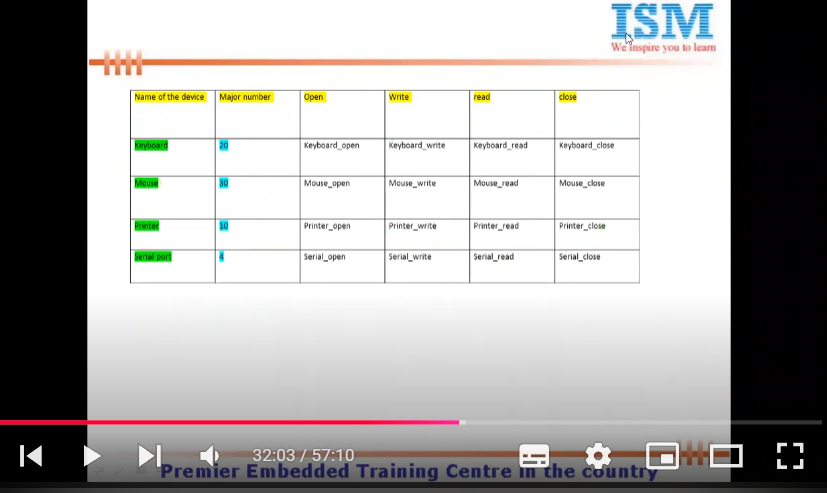 ISM
We inspire you to learn
Name of the device Major number Open Write read close
Keyboard 20 Keyboard_open Keyboard_write Keyboard_read Keyboard_close
Mouse 30 Mouse_open Mouse_write Mouse_read Mouse_close
Printer 10 Printer_open Printer_write Printer_read Printer_close
Serial port 4 Serial_open Serial_write Serial_read Serial_close
32:03 / 57:10
Premier Embedded Training Centre in the country